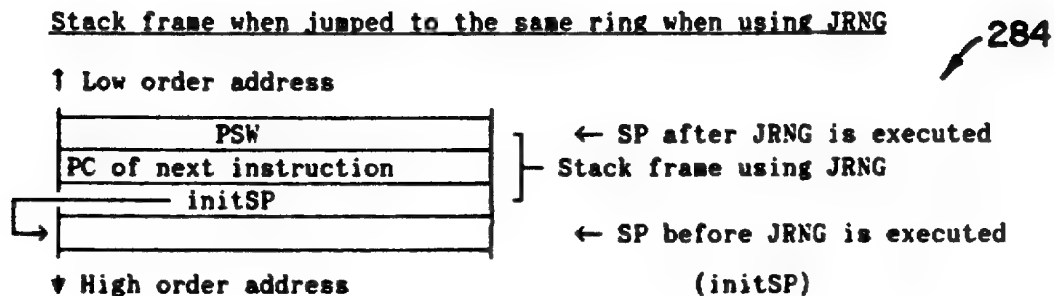 Stack frame when jumped to the same ring when using JRNG
284
↑ Low order address
PSW ← SP after JRNG is executed
PC of next instruction Stack frame using JRNG
initSP
← SP before JRNG is executed
↓ High order address (initSP)